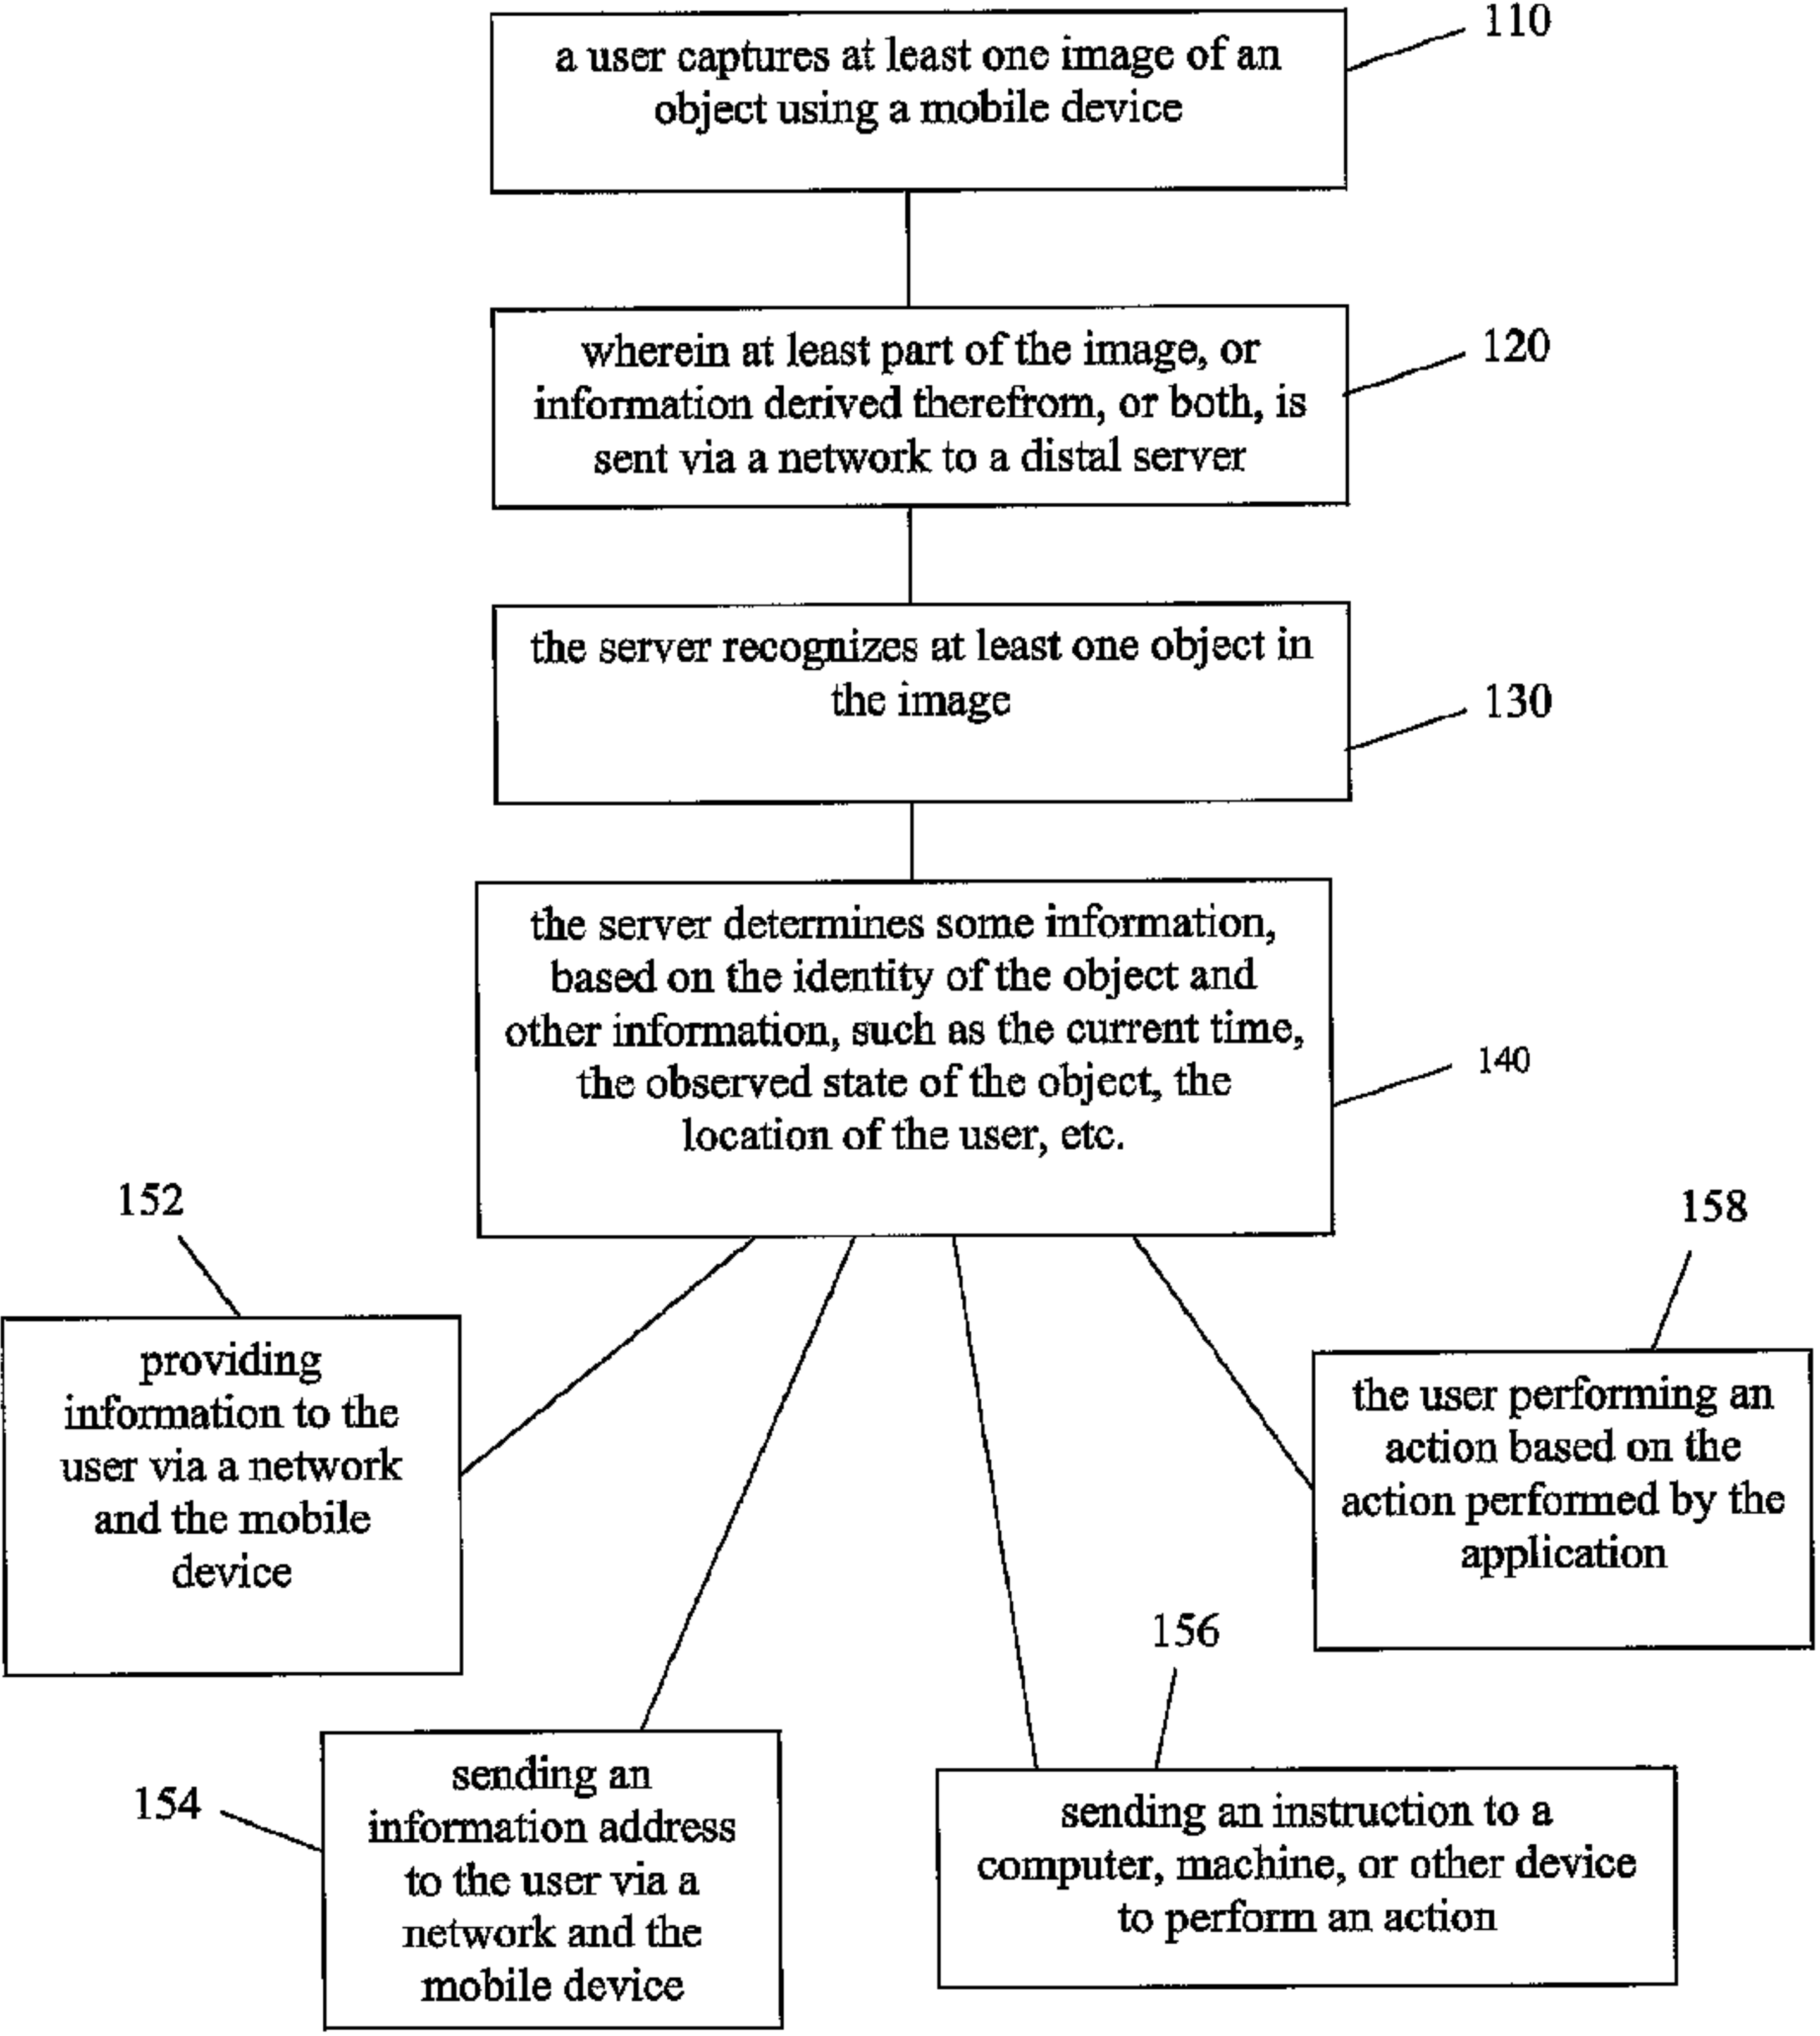 110
a user captures at least one image of an
object using a mobile device
120
wherein at least part of the image, or
information derived therefrom, or both, is
sent via a network to a distal server
130
the server recognizes at least one object in
the image
140
the server determines some information,
based on the identity of the object and
other information, such as the current time,
the observed state of the object, the
location of the user, etc.
152
providing
information to the
user via a network
and the mobile
device
158
the user performing an
action based on the
action performed by the
application
154
sending an
information address
to the user via a
network and the
mobile device
156
sending an instruction to a
computer, machine, or other device
to perform an action